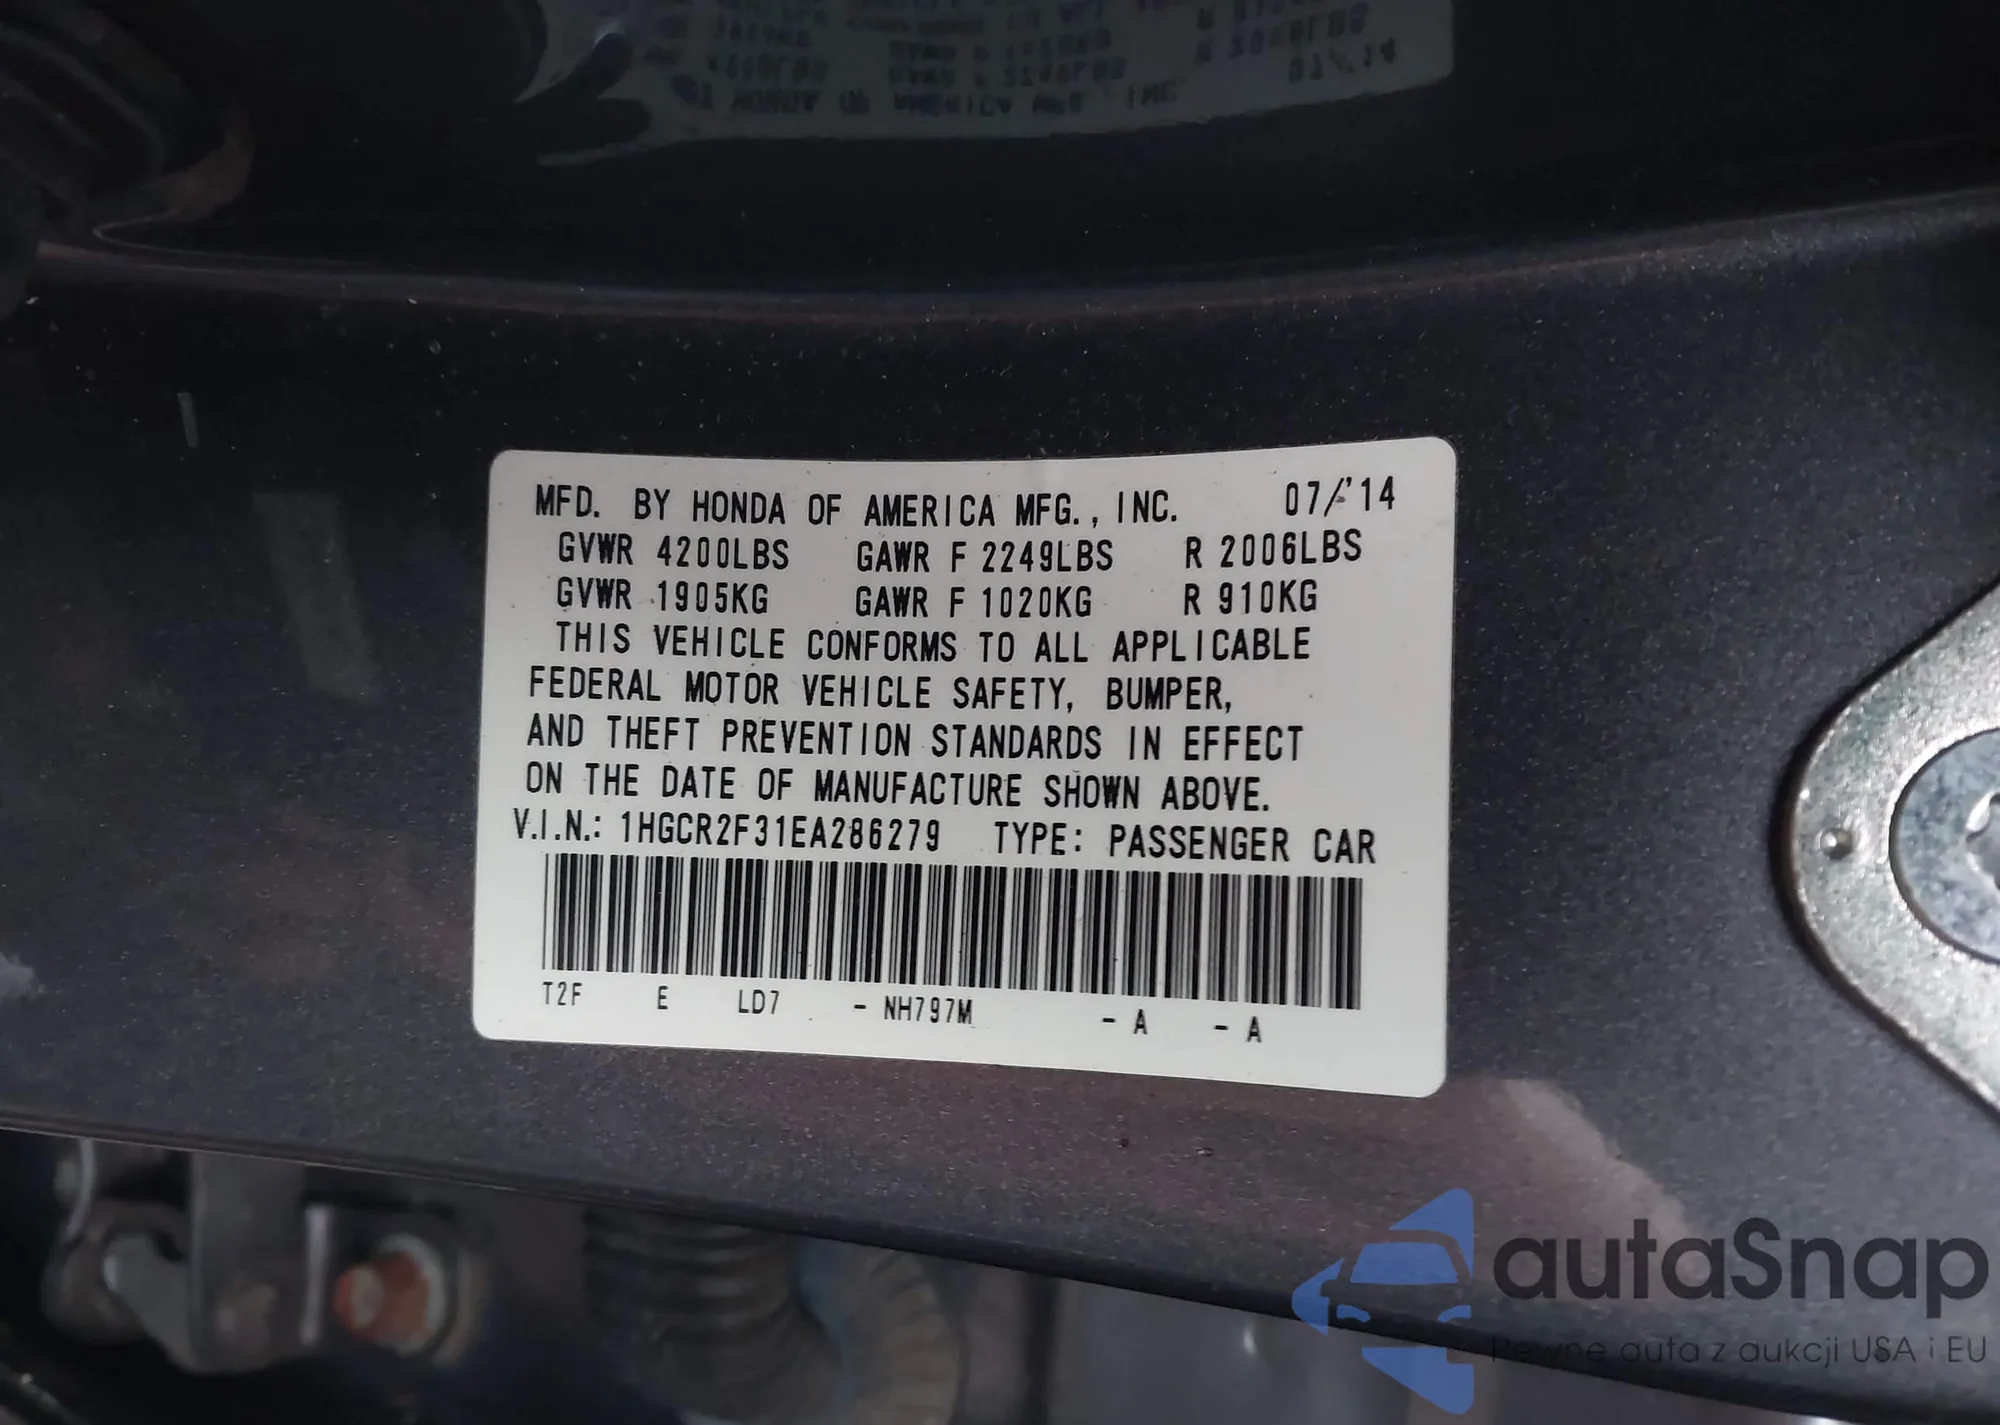 MFD. BY HONDA OF AMERICA MFG., INC. 07/'14
GVWR 4200LBS GAWR F 2249LBS R 2006LBS
GVWR 1905KG GAWR F 1020KG R 910KG
THIS VEHICLE CONFORMS TO ALL APPLICABLE
FEDERAL MOTOR VEHICLE SAFETY, BUMPER,
AND THEFT PREVENTION STANDARDS IN EFFECT
ON THE DATE OF MANUFACTURE SHOWN ABOVE.
V.I.N.: 1HGCR2F31EA286279 TYPE: PASSENGER CAR
T2F E LD7 - NH797M - A - A
autaSnap
Pewne auta z aukcji USA i EU